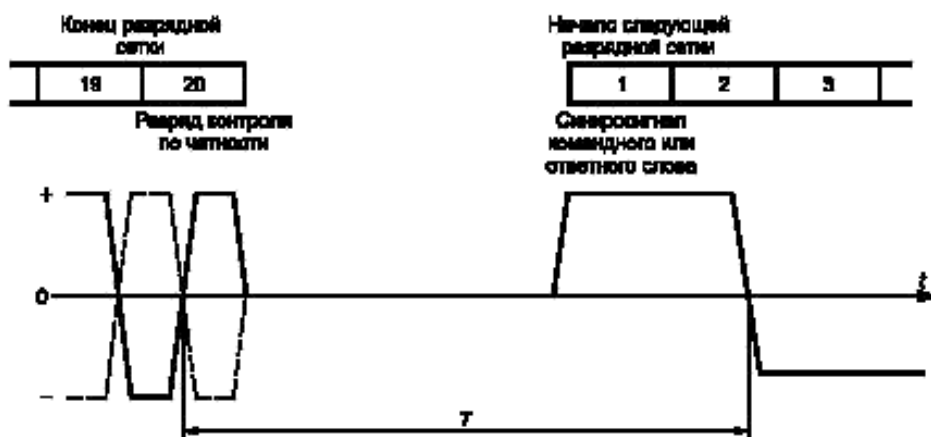 Конец разрядной
сетки
Начало следующей
разрядной сетки
19
20
1
2
3
Разряд контроля
по четности
Синхросигнал
командного или
ответного слова
+
0
t
−
T